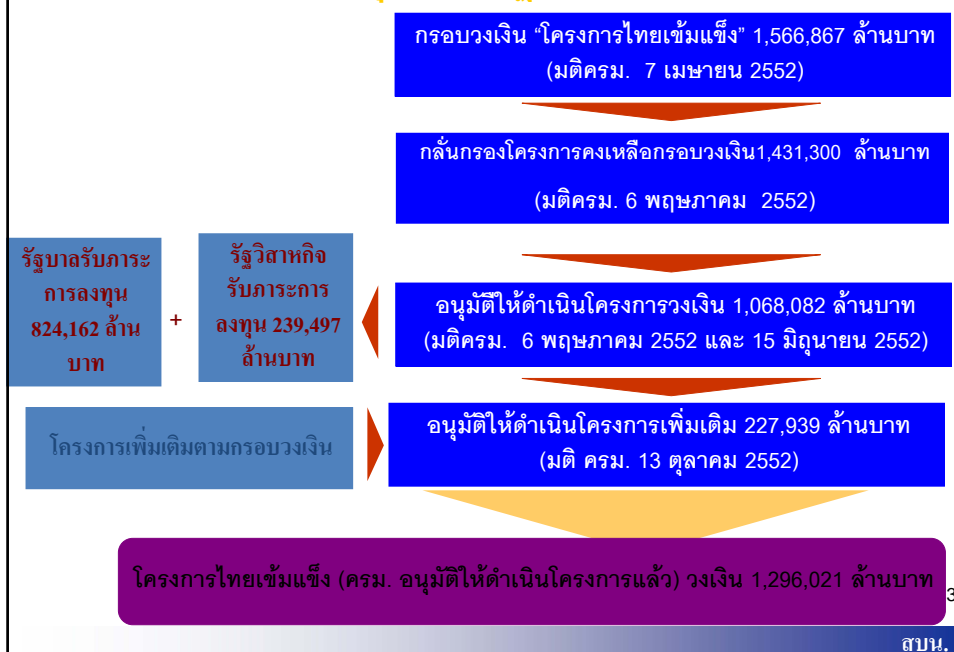 กรอบวงเงิน “โครงการไทยเข้มแข็ง” 1,566,867 ล้านบาท
(มติครม. 7 เมษายน 2552)
กลั่นกรองโครงการคงเหลือกรอบวงเงิน1,431,300 ล้านบาท
(มติครม. 6 พฤษภาคม 2552)
รัฐบาลรับภาระ
การลงทุน
824,162 ล้าน
บาท
+
รัฐวิสาหกิจ
รับภาระการ
ลงทุน 239,497
ล้านบาท
อนุมัติให้ดำเนินโครงการวงเงิน 1,068,082 ล้านบาท
(มติครม. 6 พฤษภาคม 2552 และ 15 มิถุนายน 2552)
โครงการเพิ่มเติมตามกรอบวงเงิน
อนุมัติให้ดำเนินโครงการเพิ่มเติม 227,939 ล้านบาท
(มติ ครม. 13 ตุลาคม 2552)
โครงการไทยเข้มแข็ง (ครม. อนุมัติให้ดำเนินโครงการแล้ว) วงเงิน 1,296,021 ล้านบาท
3
สบน.